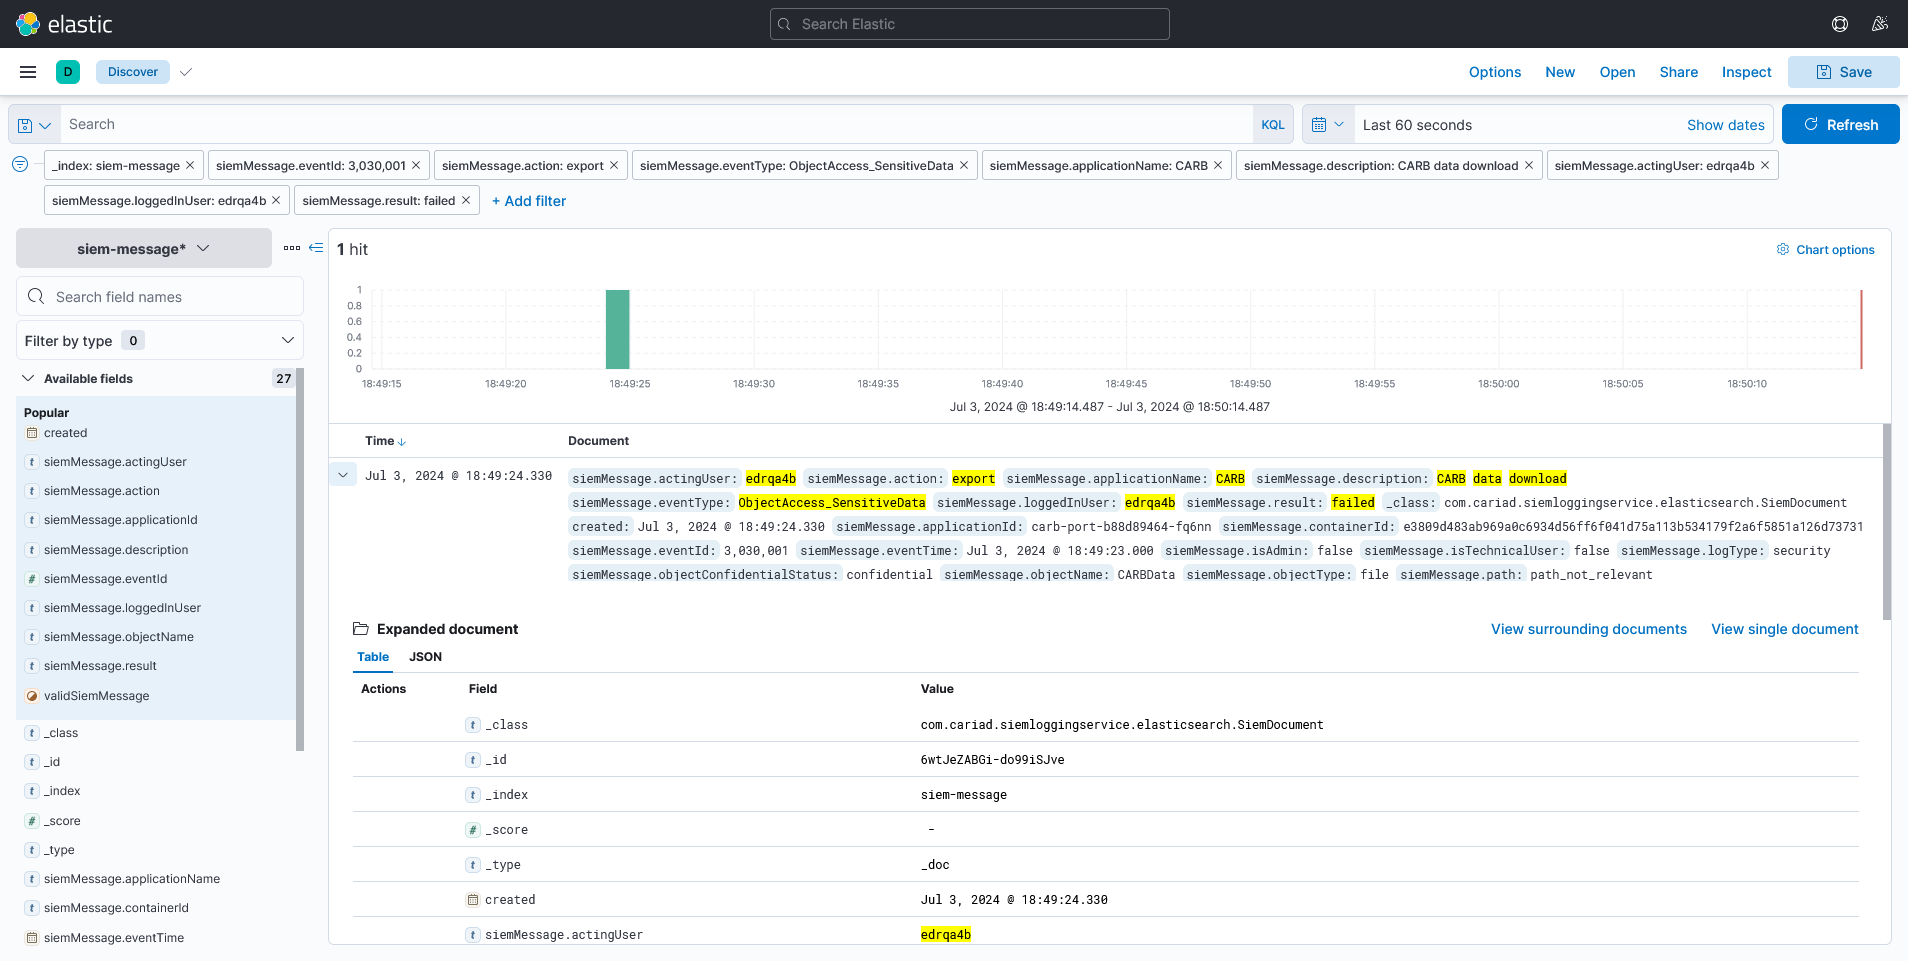 elastic
Search Elastic
D
Discover
Options
New
Open
Share
Inspect
Save
Search
KQL
Last 60 seconds
Show dates
Refresh
_index: siem-message
siemMessage.eventId: 3,030,001
siemMessage.action: export
siemMessage.eventType: ObjectAccess_SensitiveData
siemMessage.applicationName: CARB
siemMessage.description: CARB data download
siemMessage.actingUser: edrqa4b
siemMessage.loggedInUser: edrqa4b
siemMessage.result: failed
+ Add filter
siem-message*
Search field names
Filter by type 0
Available fields 27
Popular
created
t siemMessage.actingUser
t siemMessage.action
t siemMessage.applicationId
t siemMessage.description
# siemMessage.eventId
t siemMessage.loggedInUser
t siemMessage.objectName
t siemMessage.result
validSiemMessage
t _class
t _id
t _index
# _score
t _type
t siemMessage.applicationName
t siemMessage.containerId
siemMessage.eventTime
1 hit
Chart options
1
0.8
0.6
0.4
0.2
0
18:49:15 18:49:20 18:49:25 18:49:30 18:49:35 18:49:40 18:49:45 18:49:50 18:49:55 18:50:00 18:50:05 18:50:10
Jul 3, 2024 @ 18:49:14.487 - Jul 3, 2024 @ 18:50:14.487
Time Document
Jul 3, 2024 @ 18:49:24.330
siemMessage.actingUser: edrqa4b siemMessage.action: export siemMessage.applicationName: CARB siemMessage.description: CARB data download
siemMessage.eventType: ObjectAccess_SensitiveData siemMessage.loggedInUser: edrqa4b siemMessage.result: failed _class: com.cariad.siemloggingservice.elasticsearch.SiemDocument
created: Jul 3, 2024 @ 18:49:24.330 siemMessage.applicationId: carb-port-b88d89464-fq6nn siemMessage.containerId: e3809d483ab969a0c6934d56ff6f041d75a113b534179f2a6f5851a126d73731
siemMessage.eventId: 3,030,001 siemMessage.eventTime: Jul 3, 2024 @ 18:49:23.000 siemMessage.isAdmin: false siemMessage.isTechnicalUser: false siemMessage.logType: security
siemMessage.objectConfidentialStatus: confidential siemMessage.objectName: CARBData siemMessage.objectType: file siemMessage.path: path_not_relevant
Expanded document
View surrounding documents
View single document
Table JSON
Actions Field Value
t _class com.cariad.siemloggingservice.elasticsearch.SiemDocument
t _id 6wtJeZABGi-do99iSJve
t _index siem-message
# _score -
t _type _doc
created Jul 3, 2024 @ 18:49:24.330
t siemMessage.actingUser edrqa4b